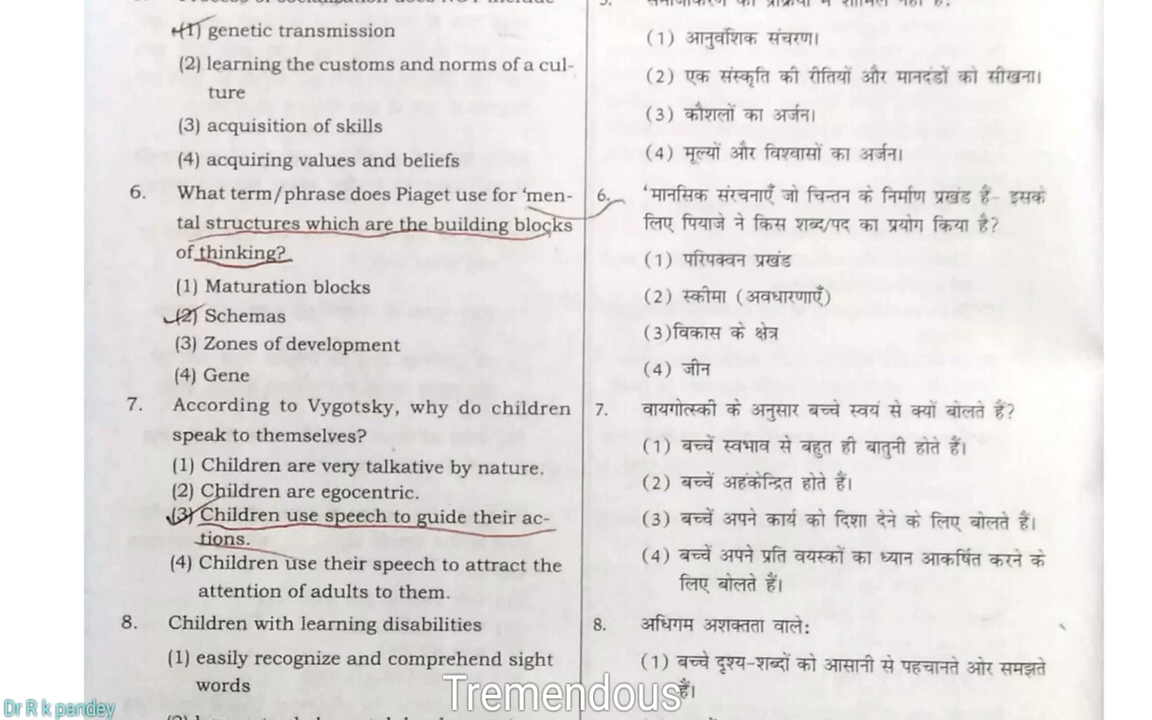 (1) genetic transmission
(2) learning the customs and norms of a cul-
ture
(3) acquisition of skills
(4) acquiring values and beliefs
6. What term/phrase does Piaget use for ‘men-
tal structures which are the building blocks
of thinking?
(1) Maturation blocks
(2) Schemas
(3) Zones of development
(4) Gene
7. According to Vygotsky, why do children
speak to themselves?
(1) Children are very talkative by nature.
(2) Children are egocentric.
(3) Children use speech to guide their ac-
tions.
(4) Children use their speech to attract the
attention of adults to them.
8. Children with learning disabilities
(1) easily recognize and comprehend sight
words
(1) आनुवंशिक संचरण।
(2) एक संस्कृति की रीतियों और मानदंडों को सीखना।
(3) कौशलों का अर्जन।
(4) मूल्यों और विश्वासों का अर्जन।
6. ‘मानसिक संरचनाएँ जो चिन्तन के निर्माण प्रखंड हैं- इसके
लिए पियाजे ने किस शब्द/पद का प्रयोग किया है?
(1) परिपक्वन प्रखंड
(2) स्कीमा (अवधारणाएँ)
(3)विकास के क्षेत्र
(4) जीन
7. वायगोत्स्की के अनुसार बच्चे स्वयं से क्यों बोलते हैं?
(1) बच्चें स्वभाव से बहुत ही बातुनी होते हैं।
(2) बच्चें अहंकेन्द्रित होते हैं।
(3) बच्चें अपने कार्य को दिशा देने के लिए बोलते हैं।
(4) बच्चें अपने प्रति वयस्कों का ध्यान आकर्षित करने के
लिए बोलते हैं।
8. अधिगम अशक्तता वाले:
(1) बच्चे दृश्य-शब्दों को आसानी से पहचानते ओर समझते
हैं।
Tremendous
Dr R k pandey